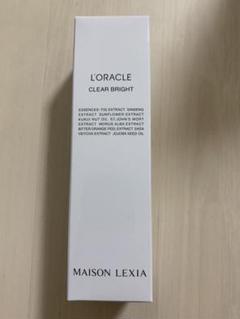 L'ORACLE
CLEAR BRIGHT
ESSENCES: FIG EXTRACT GINSENG
EXTRACT SUNFLOWER EXTRACT
KUKUI NUT OIL ST.JOHN'S WORT
EXTRACT MORUS ALBA EXTRACT
BITTER ORANGE PEEL EXTRACT SHEA
EXTRACT JOJOBA SEED OIL
MAISON LEXIA